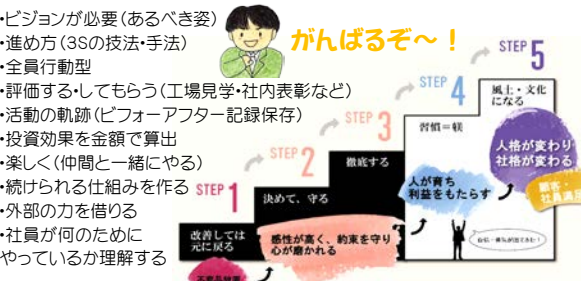 ・ビジョンが必要(あるべき姿)
・進め方(3Sの技法・手法)
・全員行動型
・評価する・してもらう(工場見学・社内表彰など)
・活動の軌跡(ビフォーアフター記録保存)
・投資効果を金額で算出
・楽しく(仲間と一緒にやる)
・続けられる仕組みを作る
・外部の力を借りる
・社員が何のために
やっているか理解する
がんばるぞ~!
STEP 1
改善しては
元に戻る
STEP 2
決めて、守る
感性が高く、約束を守り
心が磨かれる
STEP 3
徹底する
STEP 4
習慣=躾
人が育ち
利益をもたらす
STEP 5
風土・文化
になる
人格が変わり
社格が変わる
顧客・
社員満足